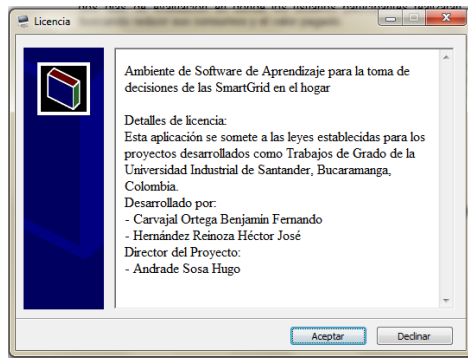 Licencia
Ambiente de Software de Aprendizaje para la toma de
decisiones de las SmartGrid en el hogar
Detalles de licencia:
Esta aplicación se somete a las leyes establecidas para los
proyectos desarrollados como Trabajos de Grado de la
Universidad Industrial de Santander, Bucaramanga,
Colombia.
Desarrollado por:
- Carvajal Ortega Benjamin Fernando
- Hernández Reinoza Héctor José
Director del Proyecto:
- Andrade Sosa Hugo
Aceptar
Declinar